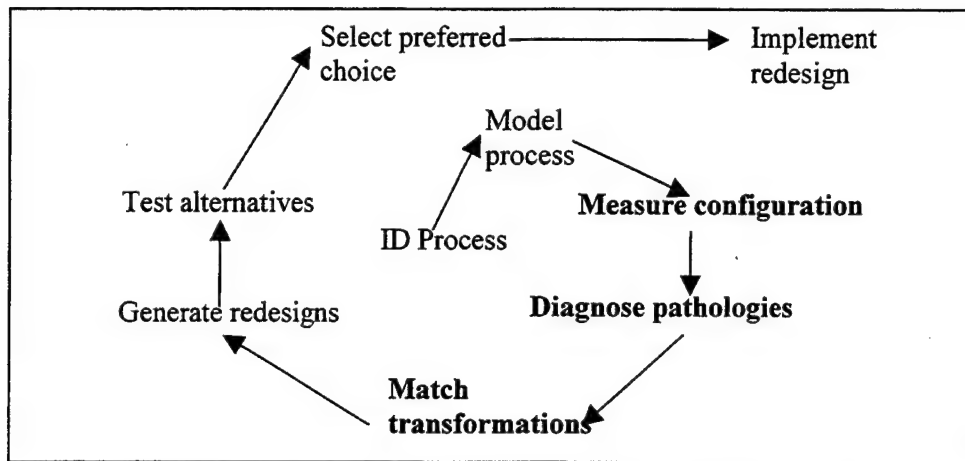 Select preferred
choice
Implement
redesign
Model
process
Test alternatives
Measure configuration
ID Process
Generate redesigns
Diagnose pathologies
Match
transformations